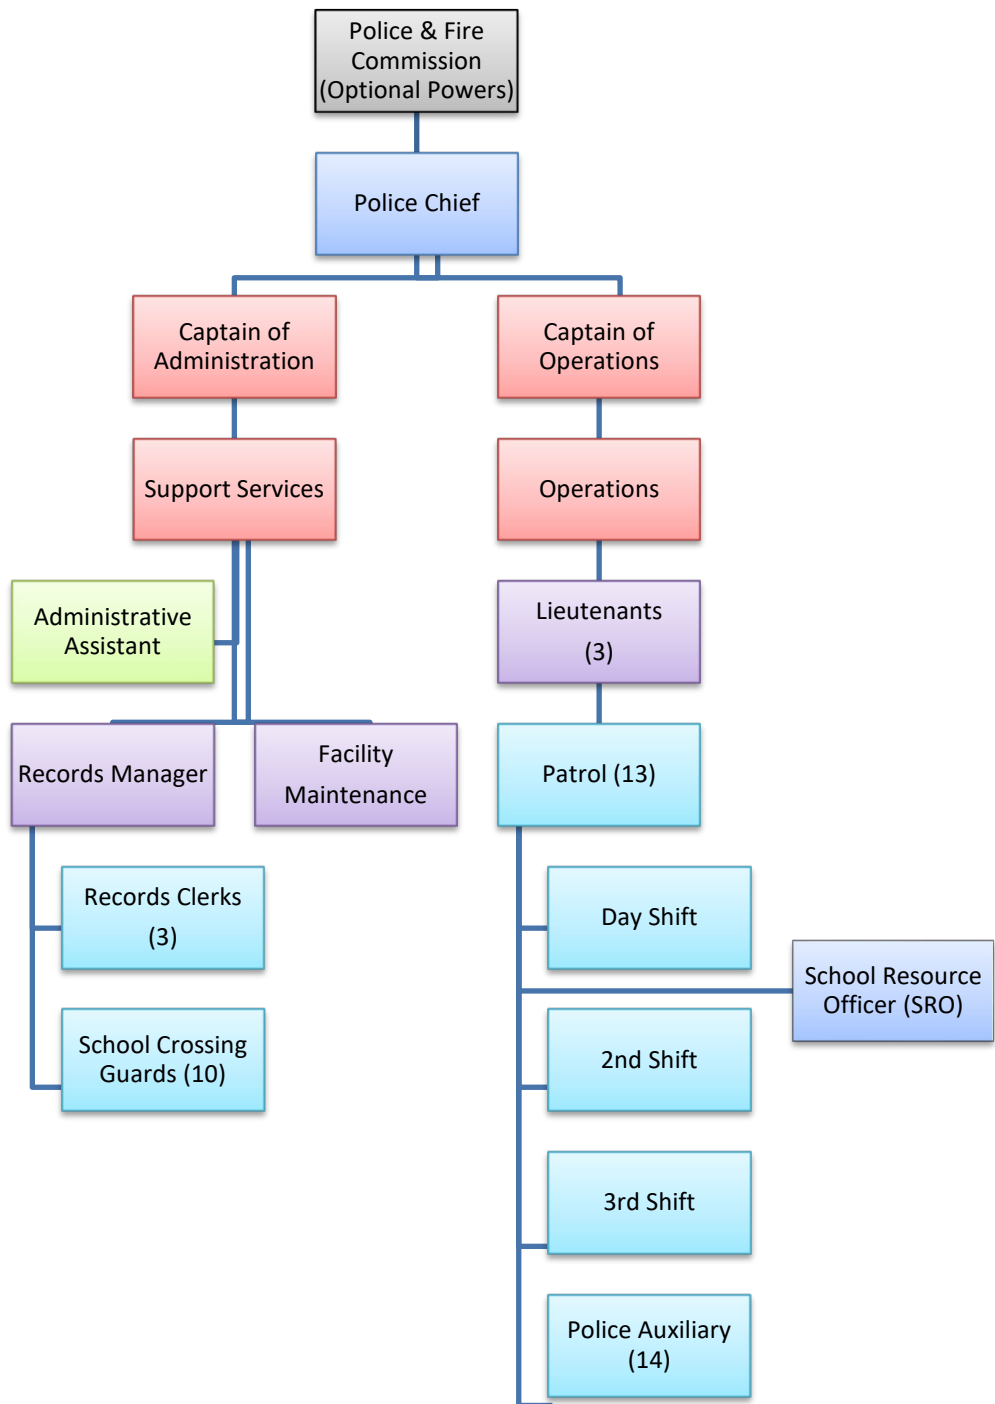 Police & Fire
Commission
(Optional Powers)
Police Chief
Captain of
Administration
Captain of
Operations
Support Services
Operations
Administrative
Assistant
Lieutenants
(3)
Records Manager
Facility
Maintenance
Patrol (13)
Records Clerks
(3)
Day Shift
School Resource
Officer (SRO)
School Crossing
Guards (10)
2nd Shift
3rd Shift
Police Auxiliary
(14)